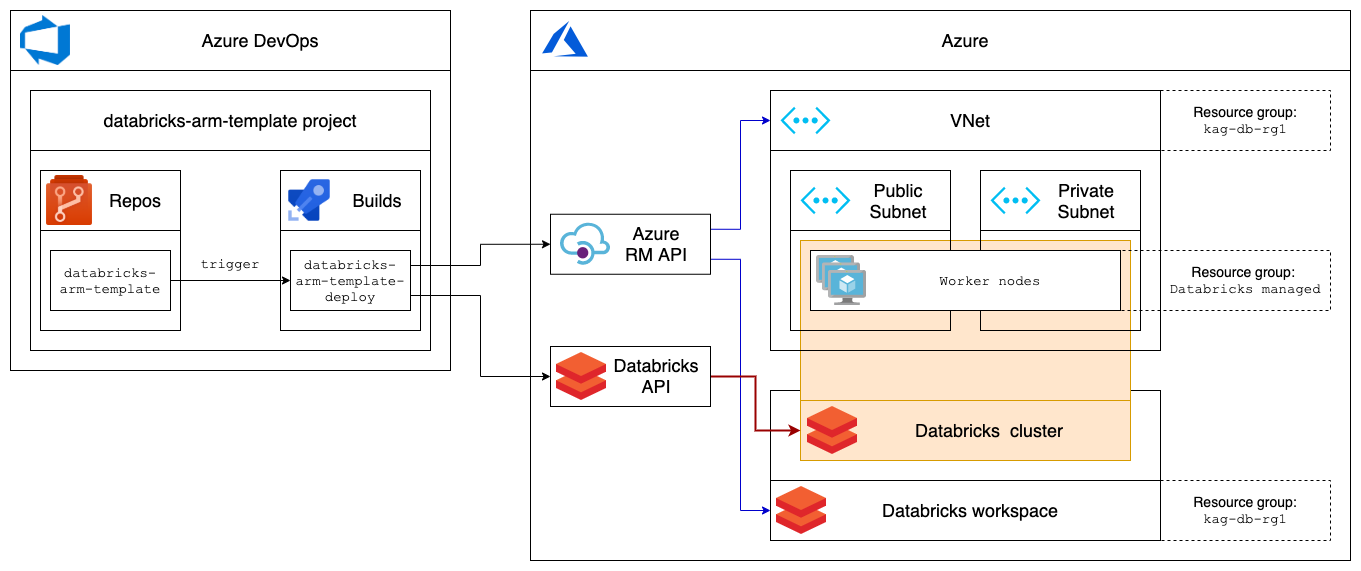 Azure DevOps
databricks-arm-template project
Repos
databricks-
arm-template
trigger
Builds
databricks-
arm-template-
deploy
Azure
Azure
RM API
Databricks
API
VNet
Resource group:
kag-db-rg1
Public
Subnet
Private
Subnet
Worker nodes
Resource group:
Databricks managed
Databricks cluster
Databricks workspace
Resource group:
kag-db-rg1